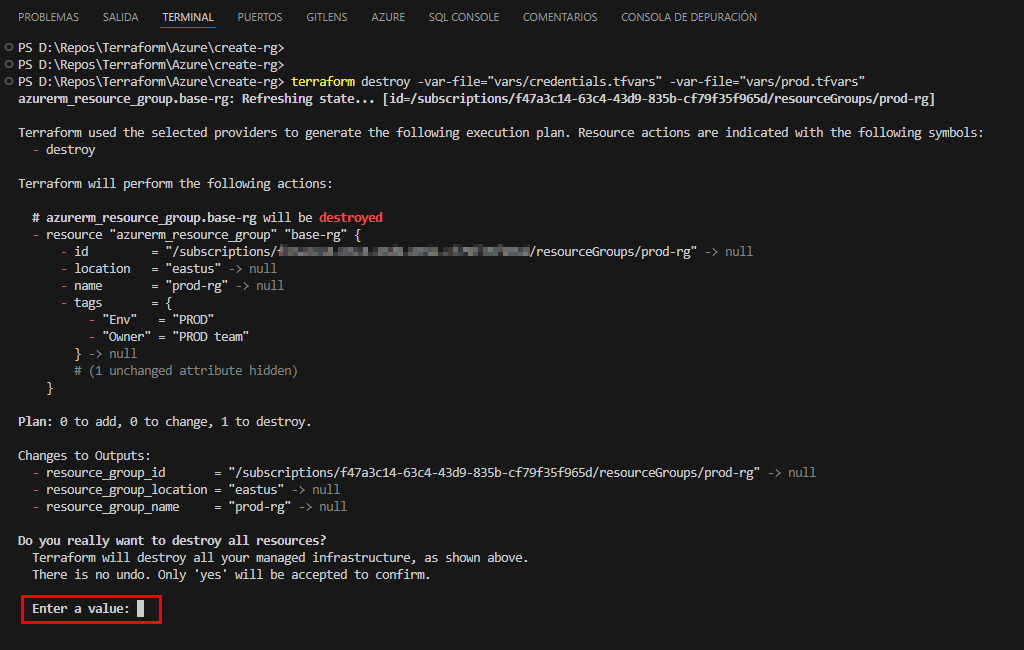 PROBLEMAS SALIDA TERMINAL PUERTOS GITLENS AZURE SQL CONSOLE COMENTARIOS CONSOLA DE DEPURACIÓN
PS D:\Repos\Terraform\Azure\create-rg>
PS D:\Repos\Terraform\Azure\create-rg>
PS D:\Repos\Terraform\Azure\create-rg> terraform destroy -var-file="vars/credentials.tfvars" -var-file="vars/prod.tfvars"
azurerm_resource_group.base-rg: Refreshing state... [id=/subscriptions/f47a3c14-63c4-43d9-835b-cf79f35f965d/resourceGroups/prod-rg]
Terraform used the selected providers to generate the following execution plan. Resource actions are indicated with the following symbols:
- destroy
Terraform will perform the following actions:
# azurerm_resource_group.base-rg will be destroyed
- resource "azurerm_resource_group" "base-rg" {
- id = "/subscriptions/ /resourceGroups/prod-rg" -> null
- location = "eastus" -> null
- name = "prod-rg" -> null
- tags = {
- "Env" = "PROD"
- "Owner" = "PROD team"
} -> null
# (1 unchanged attribute hidden)
}
Plan: 0 to add, 0 to change, 1 to destroy.
Changes to Outputs:
- resource_group_id = "/subscriptions/f47a3c14-63c4-43d9-835b-cf79f35f965d/resourceGroups/prod-rg" -> null
- resource_group_location = "eastus" -> null
- resource_group_name = "prod-rg" -> null
Do you really want to destroy all resources?
Terraform will destroy all your managed infrastructure, as shown above.
There is no undo. Only 'yes' will be accepted to confirm.
Enter a value: